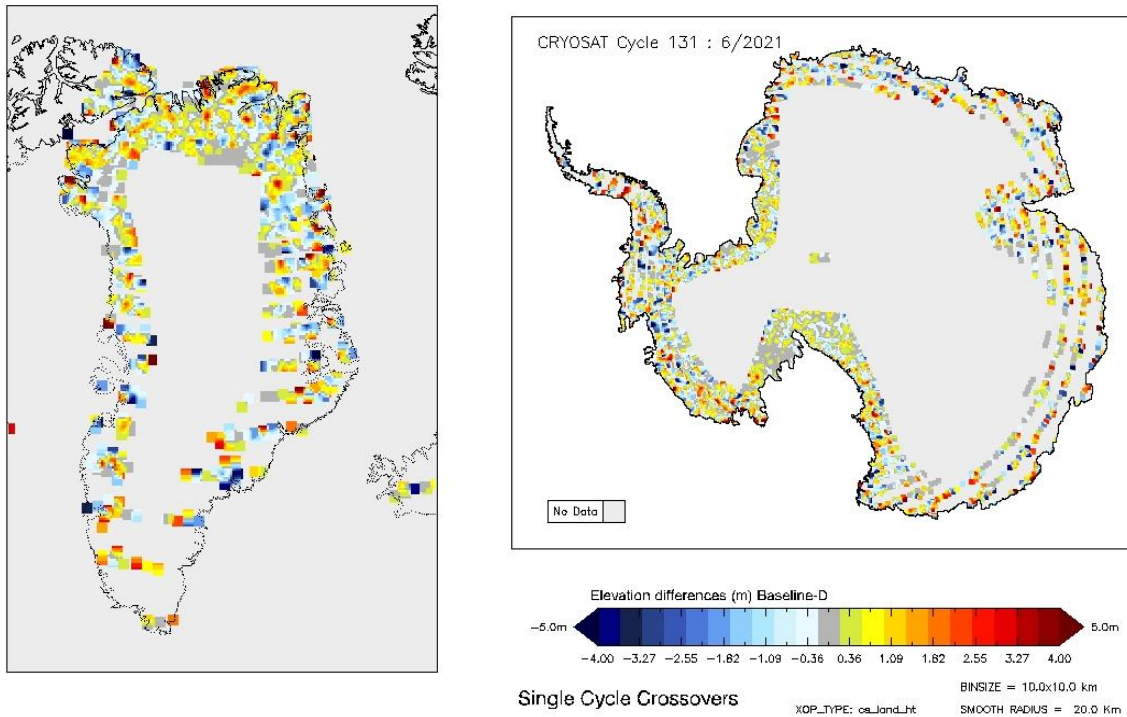 CRYOSAT Cycle 131 : 6/2021
No Data
Elevation differences (m) Baseline-D
-5.0m 5.0m
-4.00 -3.27 -2.55 -1.82 -1.09 -0.36 0.36 1.09 1.82 2.55 3.27 4.00
Single Cycle Crossovers
XOP_TYPE: cs_land_ht
BINSIZE = 10.0x10.0 km
SMOOTH RADIUS = 20.0 Km